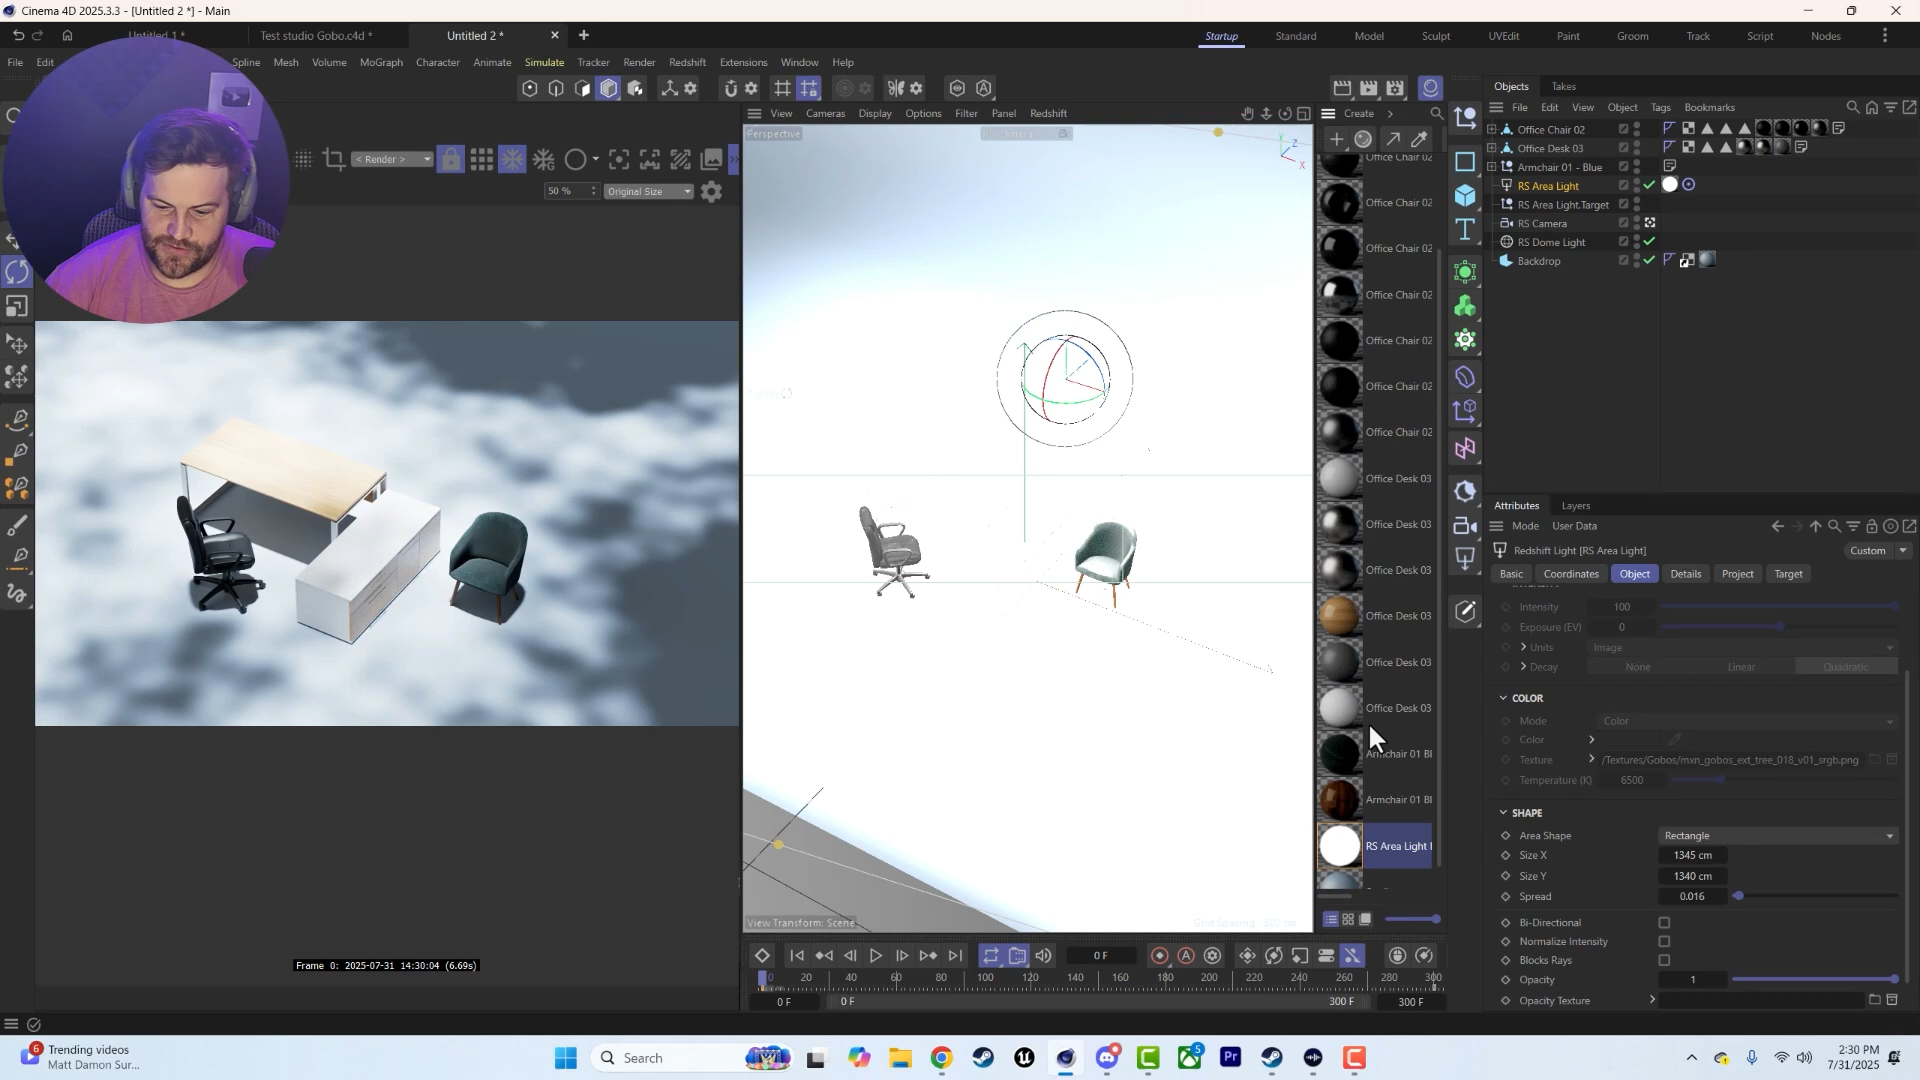 Cinema 4D 2025.3.3 - [Untitled 2 *] - Main
Untitled 1 *
Test studio Gobo.c4d *
Untitled 2 *
Startup
Standard
Model
Sculpt
UVEdit
Paint
Groom
Track
Script
Nodes
File
Edit
Spline
Mesh
Volume
MoGraph
Character
Animate
Simulate
Tracker
Render
Redshift
Extensions
Window
Help
< Render >
50 %
Original Size
View
Cameras
Display
Options
Filter
Panel
Redshift
Perspective
Y
Z
X
View Transform: Scene
Frame 0: 2025-07-31 14:30:04 (6.69s)
Create
Office Chair 02
Office Chair 02
Office Chair 02
Office Chair 02
Office Chair 02
Office Chair 02
Office Chair 02
Office Desk 03
Office Desk 03
Office Desk 03
Office Desk 03
Office Desk 03
Office Desk 03
Armchair 01 Bl
Armchair 01 Bl
RS Area Light
Objects
Takes
File
Edit
View
Object
Tags
Bookmarks
Office Chair 02
Office Desk 03
Armchair 01 - Blue
RS Area Light
RS Area Light.Target
RS Camera
RS Dome Light
Backdrop
Attributes
Layers
Mode
User Data
Redshift Light [RS Area Light]
Custom
Basic
Coordinates
Object
Details
Project
Target
Intensity
100
Exposure (EV)
0
Units
Image
Decay
None
Linear
Quadratic
COLOR
Mode
Color
Color
Texture
/Textures/Gobos/mxn_gobos_ext_tree_018_v01_srgb.png
Temperature (K)
6500
SHAPE
Area Shape
Rectangle
Size X
1345 cm
Size Y
1340 cm
Spread
0.016
Bi-Directional
Normalize Intensity
Blocks Rays
Opacity
1
Opacity Texture
0 F
0 20 40 60 80 100 120 140 160 180 200 220 240 260 280 300
0 F
0 F
300 F
300 F
6
Trending videos
Matt Damon Sur...
Search
5
Pr
2:30 PM
7/31/2025